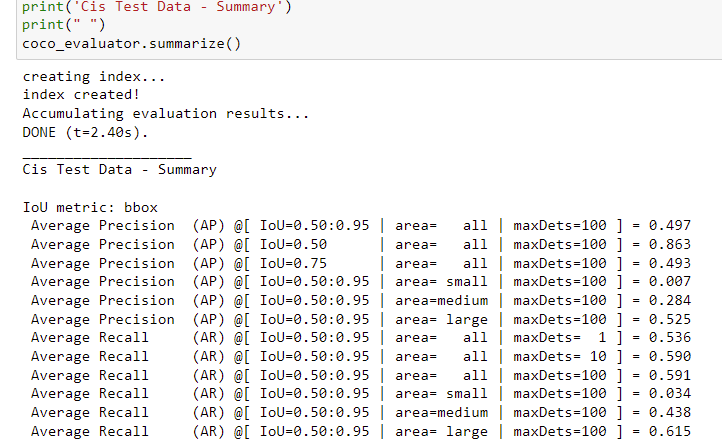 print('Cis Test Data - Summary')
print(" ")
coco_evaluator.summarize()
creating index...
index created!
Accumulating evaluation results...
DONE (t=2.40s).
____________________
Cis Test Data - Summary
IoU metric: bbox
Average Precision  (AP) @[ IoU=0.50:0.95 | area=   all | maxDets=100 ] = 0.497
Average Precision  (AP) @[ IoU=0.50      | area=   all | maxDets=100 ] = 0.863
Average Precision  (AP) @[ IoU=0.75      | area=   all | maxDets=100 ] = 0.493
Average Precision  (AP) @[ IoU=0.50:0.95 | area= small | maxDets=100 ] = 0.007
Average Precision  (AP) @[ IoU=0.50:0.95 | area=medium | maxDets=100 ] = 0.284
Average Precision  (AP) @[ IoU=0.50:0.95 | area= large | maxDets=100 ] = 0.525
Average Recall     (AR) @[ IoU=0.50:0.95 | area=   all | maxDets=  1 ] = 0.536
Average Recall     (AR) @[ IoU=0.50:0.95 | area=   all | maxDets= 10 ] = 0.590
Average Recall     (AR) @[ IoU=0.50:0.95 | area=   all | maxDets=100 ] = 0.591
Average Recall     (AR) @[ IoU=0.50:0.95 | area= small | maxDets=100 ] = 0.034
Average Recall     (AR) @[ IoU=0.50:0.95 | area=medium | maxDets=100 ] = 0.438
Average Recall     (AR) @[ IoU=0.50:0.95 | area= large | maxDets=100 ] = 0.615